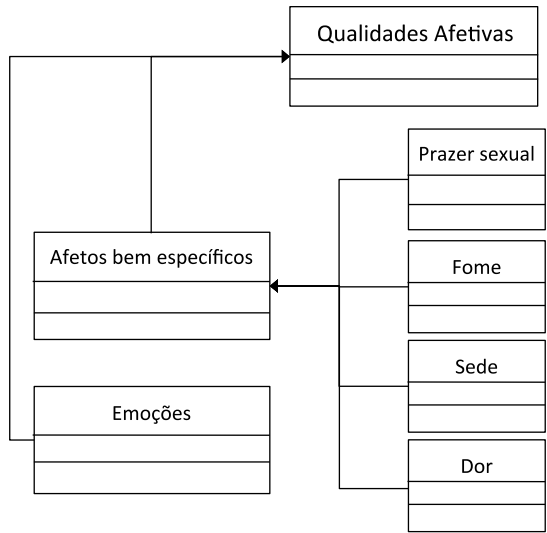 Qualidades Afetivas
Prazer sexual
Afetos bem específicos
Fome
Sede
Emoções
Dor